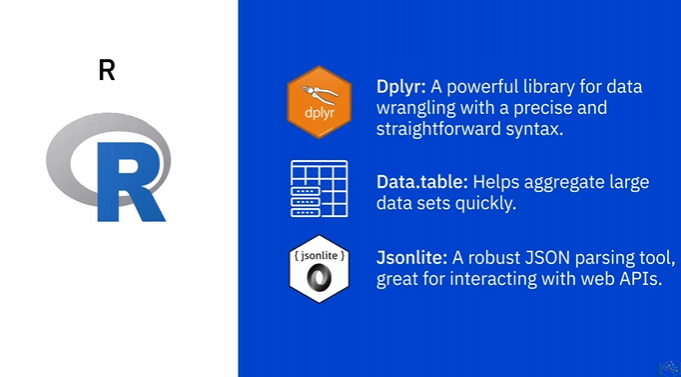 R
R
dplyr
Dplyr: A powerful library for data
wrangling with a precise and
straightforward syntax.
Data.table: Helps aggregate large
data sets quickly.
{ jsonlite }
Jsonlite: A robust JSON parsing tool,
great for interacting with web APIs.